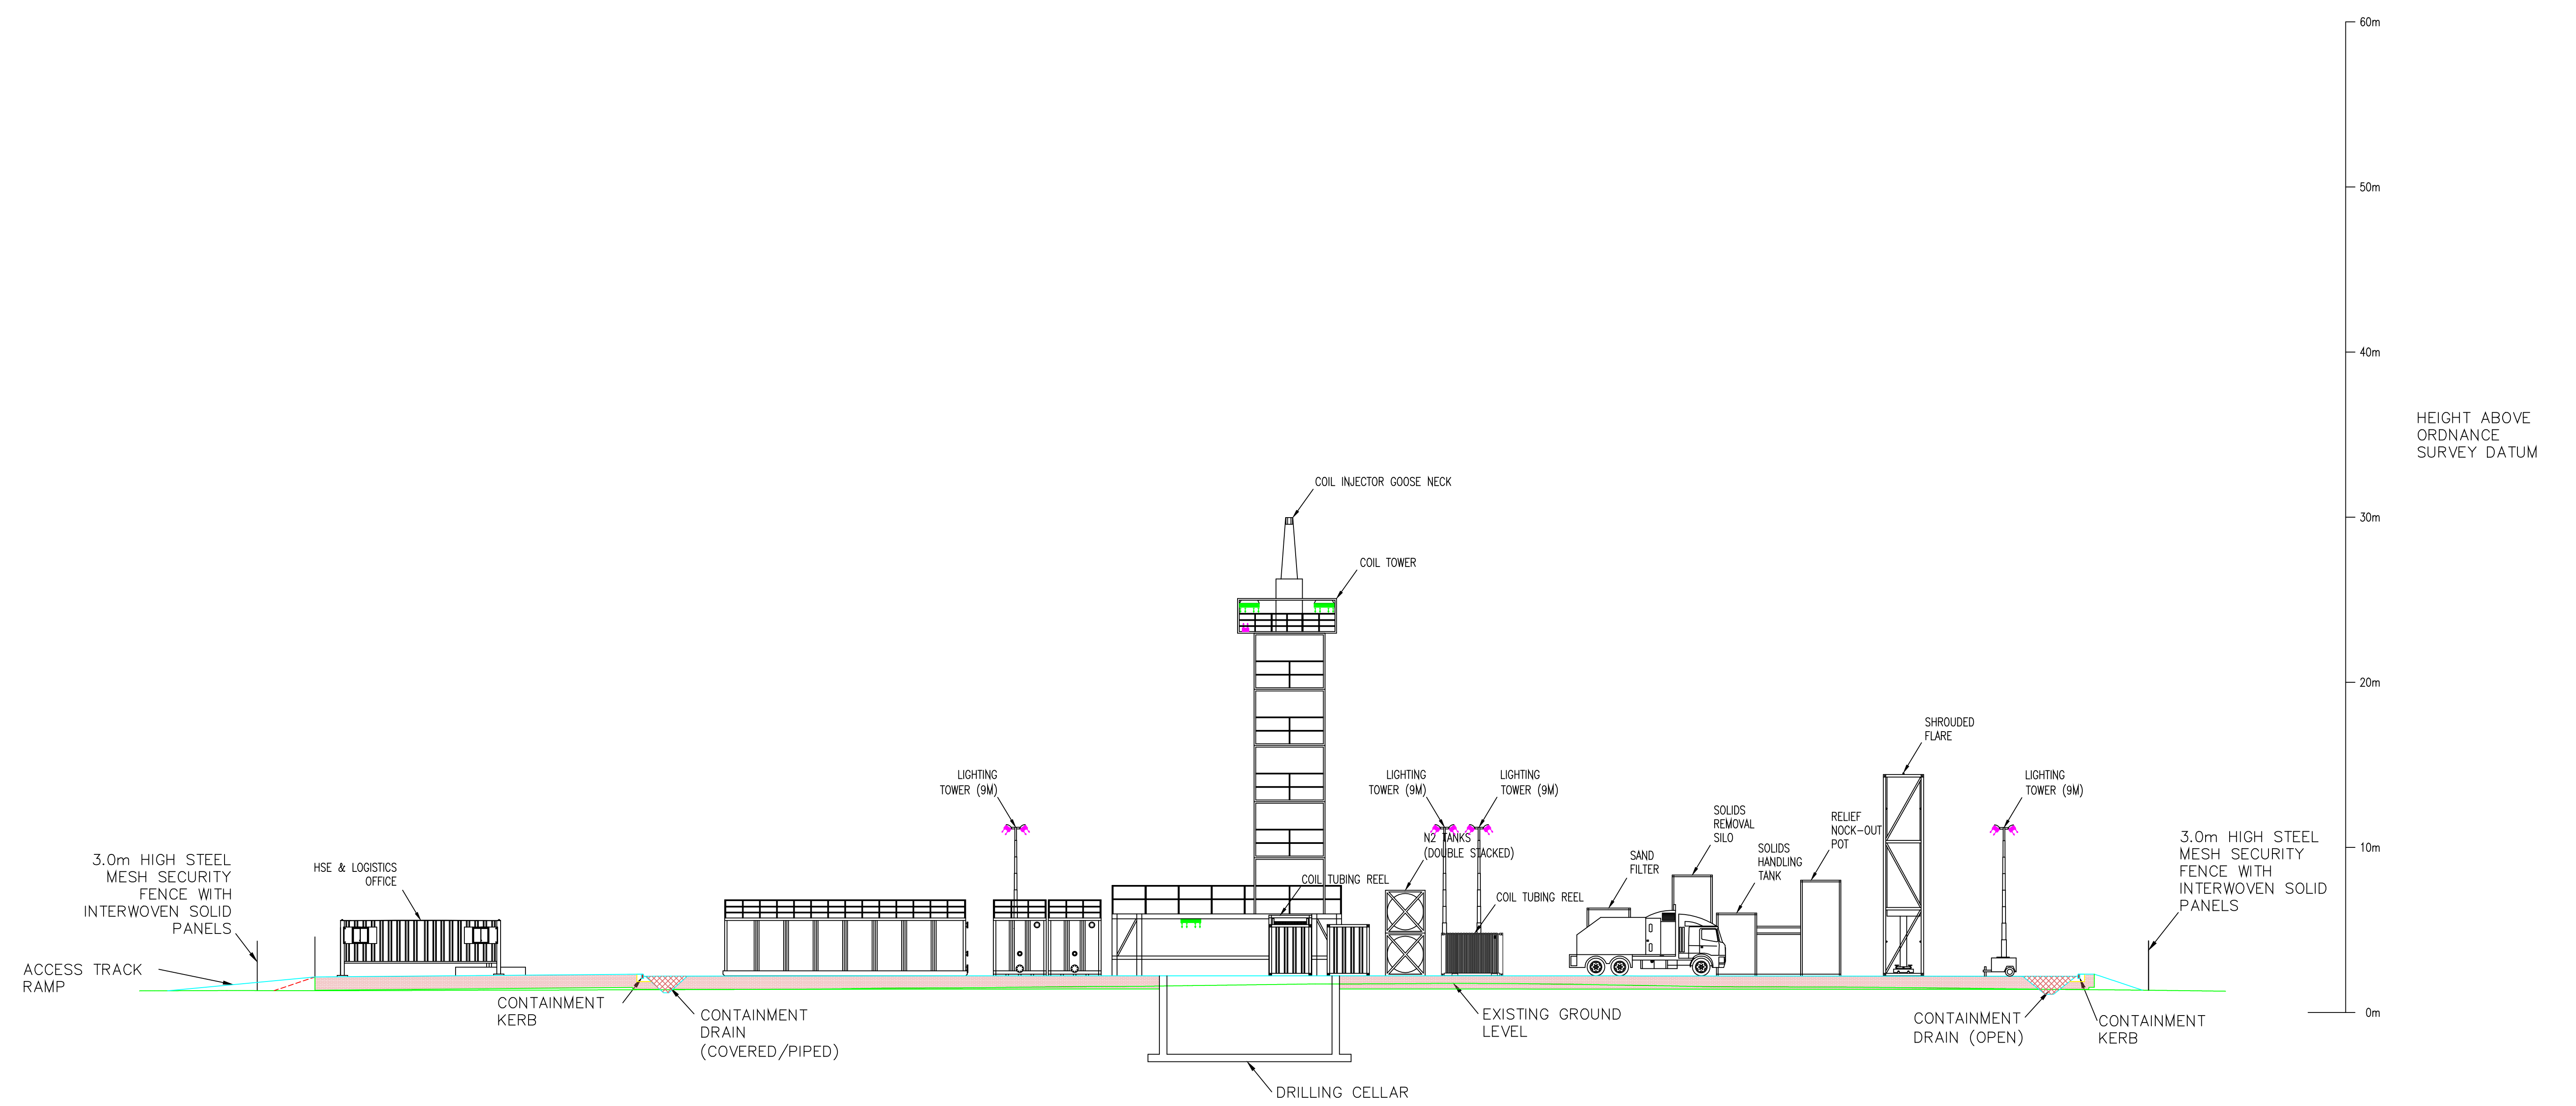 60m
50m
40m
HEIGHT ABOVE
ORDNANCE
SURVEY DATUM
COIL INJECTOR GOOSE NECK
30m
COIL TOWER
20m
SHROUDED
FLARE
LIGHTING
TOWER (9M)
LIGHTING
TOWER (9M)
LIGHTING
TOWER (9M)
LIGHTING
TOWER (9M)
SOLIDS
REMOVAL
SILO
RELIEF
NOCK-OUT
POT
N2 TANKS
(DOUBLE STACKED)
10m
3.0m HIGH STEEL
MESH SECURITY
FENCE WITH
INTERWOVEN SOLID
PANELS
SOLIDS
HANDLING
TANK
SAND
FILTER
3.0m HIGH STEEL
MESH SECURITY
FENCE WITH
INTERWOVEN SOLID
PANELS
HSE & LOGISTICS
OFFICE
COIL TUBING REEL
COIL TUBING REEL
ACCESS TRACK
RAMP
CONTAINMENT
KERB
CONTAINMENT
DRAIN
(COVERED/PIPED)
EXISTING GROUND
LEVEL
CONTAINMENT
DRAIN (OPEN)
CONTAINMENT
KERB
0m
DRILLING CELLAR